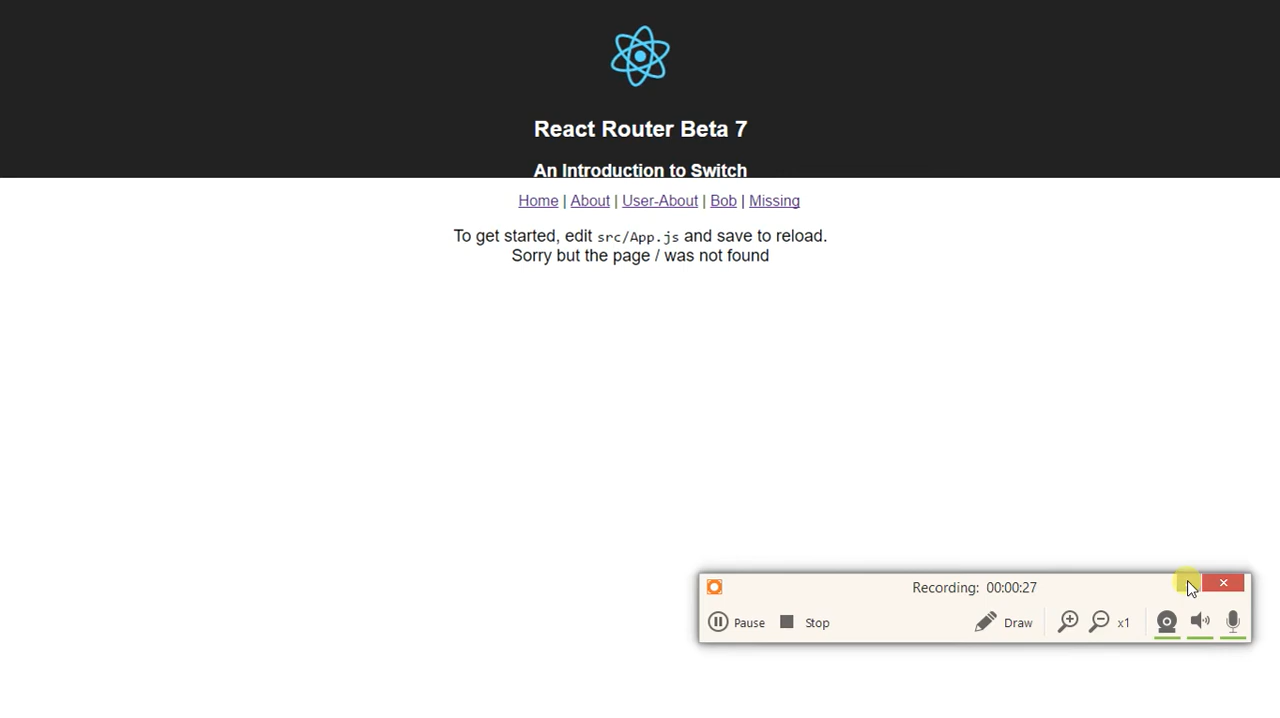 React Router Beta 7
An Introduction to Switch
Home | About | User-About | Bob | Missing
To get started, edit src/App.js and save to reload.
Sorry but the page / was not found
Recording: 00:00:27
Pause Stop Draw x1